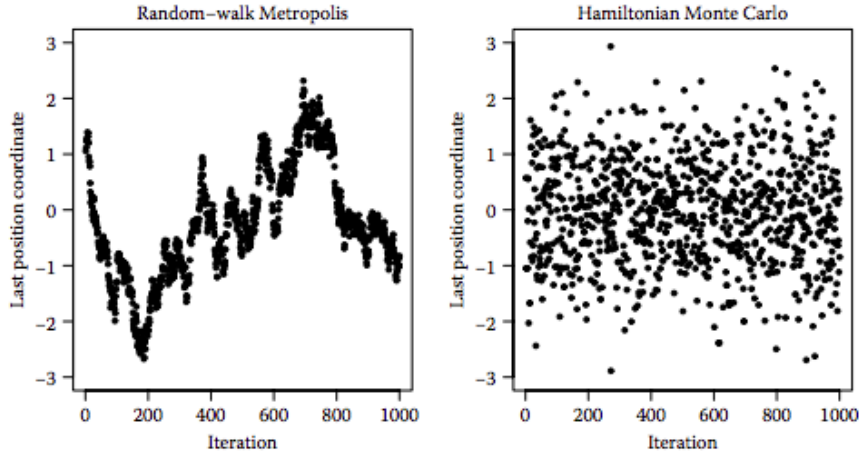 Random−walk Metropolis
3
2
1
0
−1
−2
−3
0 200 400 600 800 1000
Iteration
Last position coordinate
Hamiltonian Monte Carlo
3
2
1
0
−1
−2
−3
0 200 400 600 800 1000
Iteration
Last position coordinate